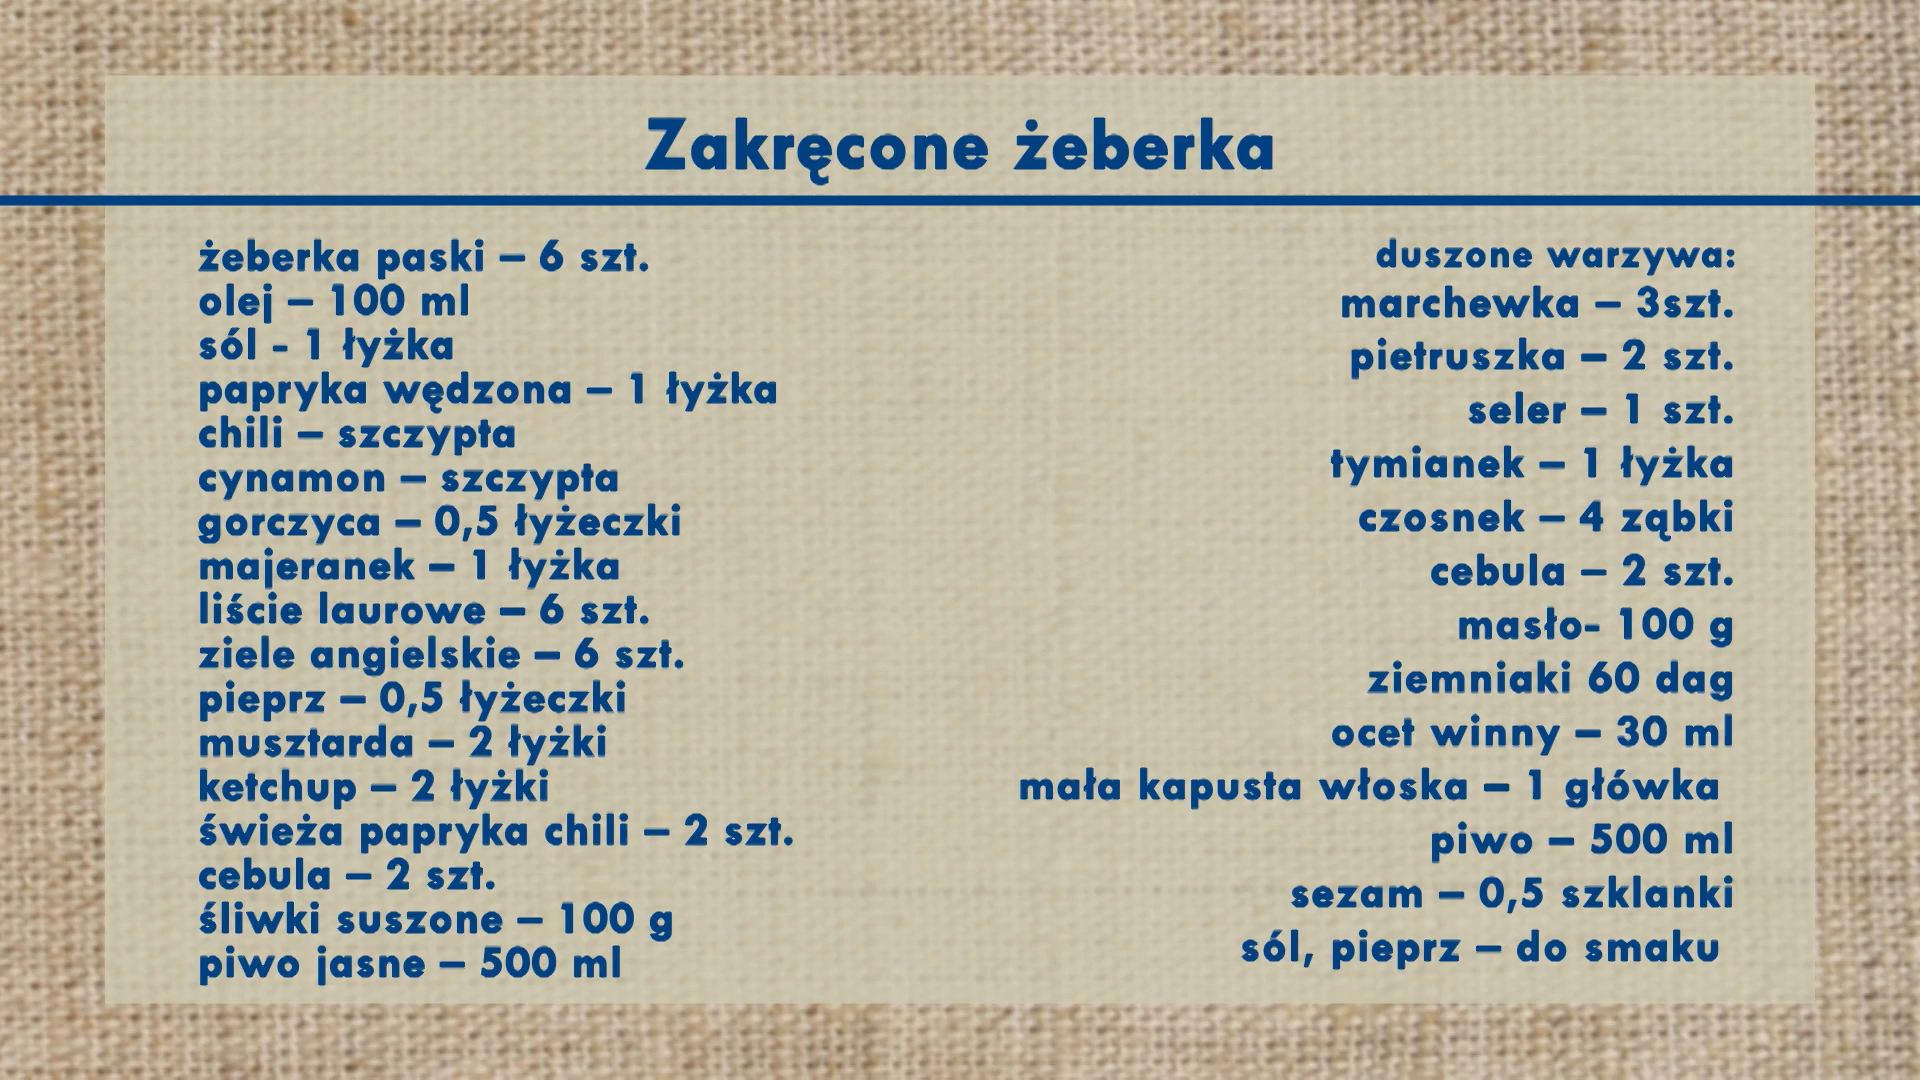 Zakręcone żeberka
żeberka paski – 6 szt.
olej – 100 ml
sól - 1 łyżka
papryka wędzona – 1 łyżka
chili – szczypta
cynamon – szczypta
gorczyca – 0,5 łyżeczki
majeranek – 1 łyżka
liście laurowe – 6 szt.
ziele angielskie – 6 szt.
pieprz – 0,5 łyżeczki
musztarda – 2 łyżki
ketchup – 2 łyżki
świeża papryka chili – 2 szt.
cebula – 2 szt.
śliwki suszone – 100 g
piwo jasne – 500 ml
duszone warzywa:
marchewka – 3szt.
pietruszka – 2 szt.
seler – 1 szt.
tymianek – 1 łyżka
czosnek – 4 ząbki
cebula – 2 szt.
masło- 100 g
ziemniaki 60 dag
ocet winny – 30 ml
mała kapusta włoska – 1 główka
piwo – 500 ml
sezam – 0,5 szklanki
sól, pieprz – do smaku